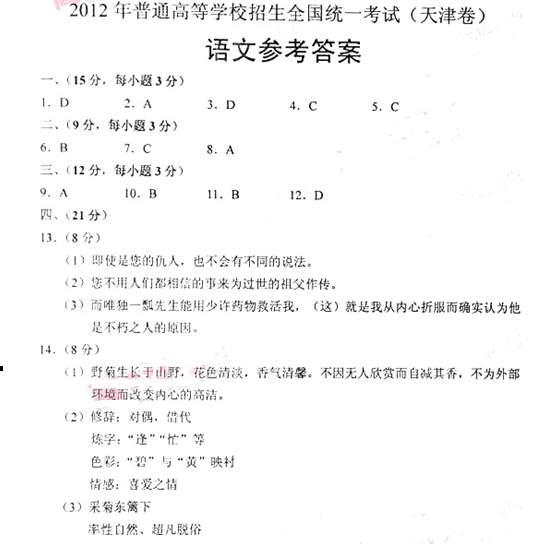 2012年普通高等学校招生全国统一考试（天津卷）
语文参考答案
一、（15分，每小题3分）
1. D 2. A 3. D 4. C 5. C
二、（9分，每小题3分）
6. B 7. C 8. A
三、（12分，每小题3分）
9. A 10. B 11. B 12. D
四、（21分）
13.（8分）
（1）即使是您的仇人，也不会有不同的说法。
（2）您不用人们都相信的事来为过世的祖父作传。
（3）而唯独一瓢先生能用少许药物救活我，（这）就是我从内心折服而确实认为他
是不朽之人的原因。
14.（8分）
（1）野菊生长于山野，花色清淡，香气清馨。不因无人欣赏而自减其香，不为外部
环境而改变内心的高洁。
（2）修辞：对偶，借代
炼字：“逢”“忙”等
色彩：“碧”与“黄”映衬
情感：喜爱之情
（3）采菊东篱下
率性自然、超凡脱俗